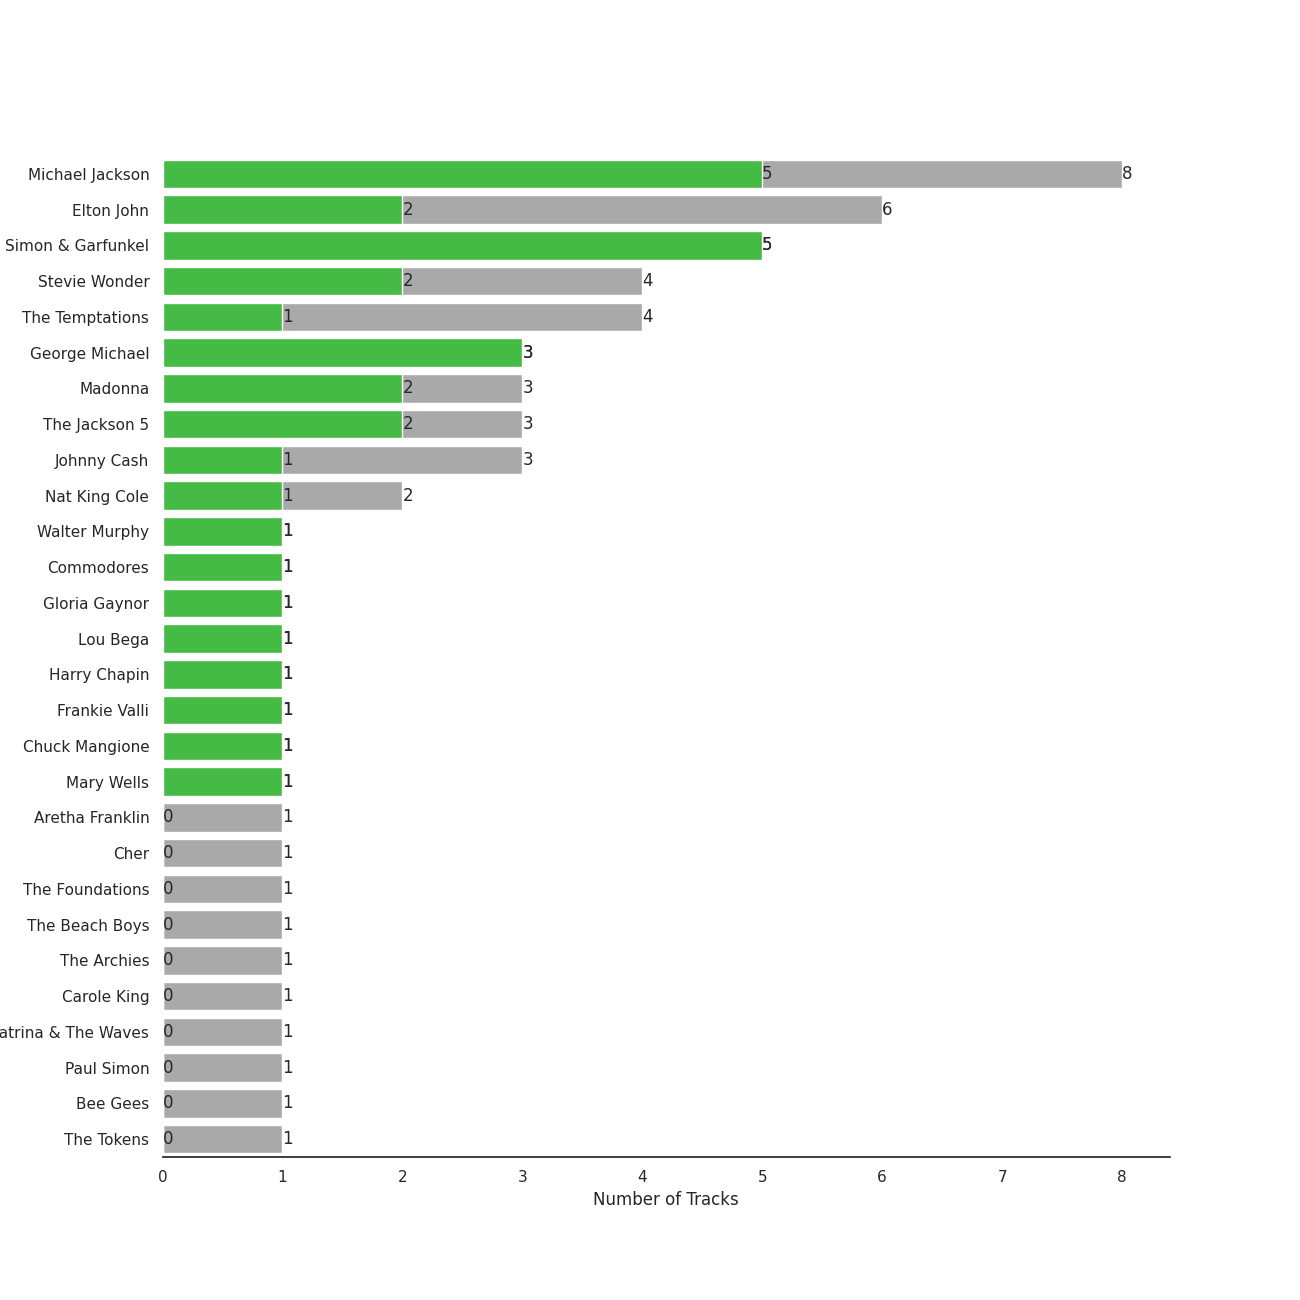 Michael Jackson 5 8
Elton John 2 6
Simon & Garfunkel 5
Stevie Wonder 2 4
The Temptations 1 4
George Michael 3
Madonna 2 3
The Jackson 5 2 3
Johnny Cash 1 3
Nat King Cole 1 2
Walter Murphy 1
Commodores 1
Gloria Gaynor 1
Lou Bega 1
Harry Chapin 1
Frankie Valli 1
Chuck Mangione 1
Mary Wells 1
Aretha Franklin 0 1
Cher 0 1
The Foundations 0 1
The Beach Boys 0 1
The Archies 0 1
Carole King 0 1
atrina & The Waves 0 1
Paul Simon 0 1
Bee Gees 0 1
The Tokens 0 1
0 1 2 3 4 5 6 7 8
Number of Tracks